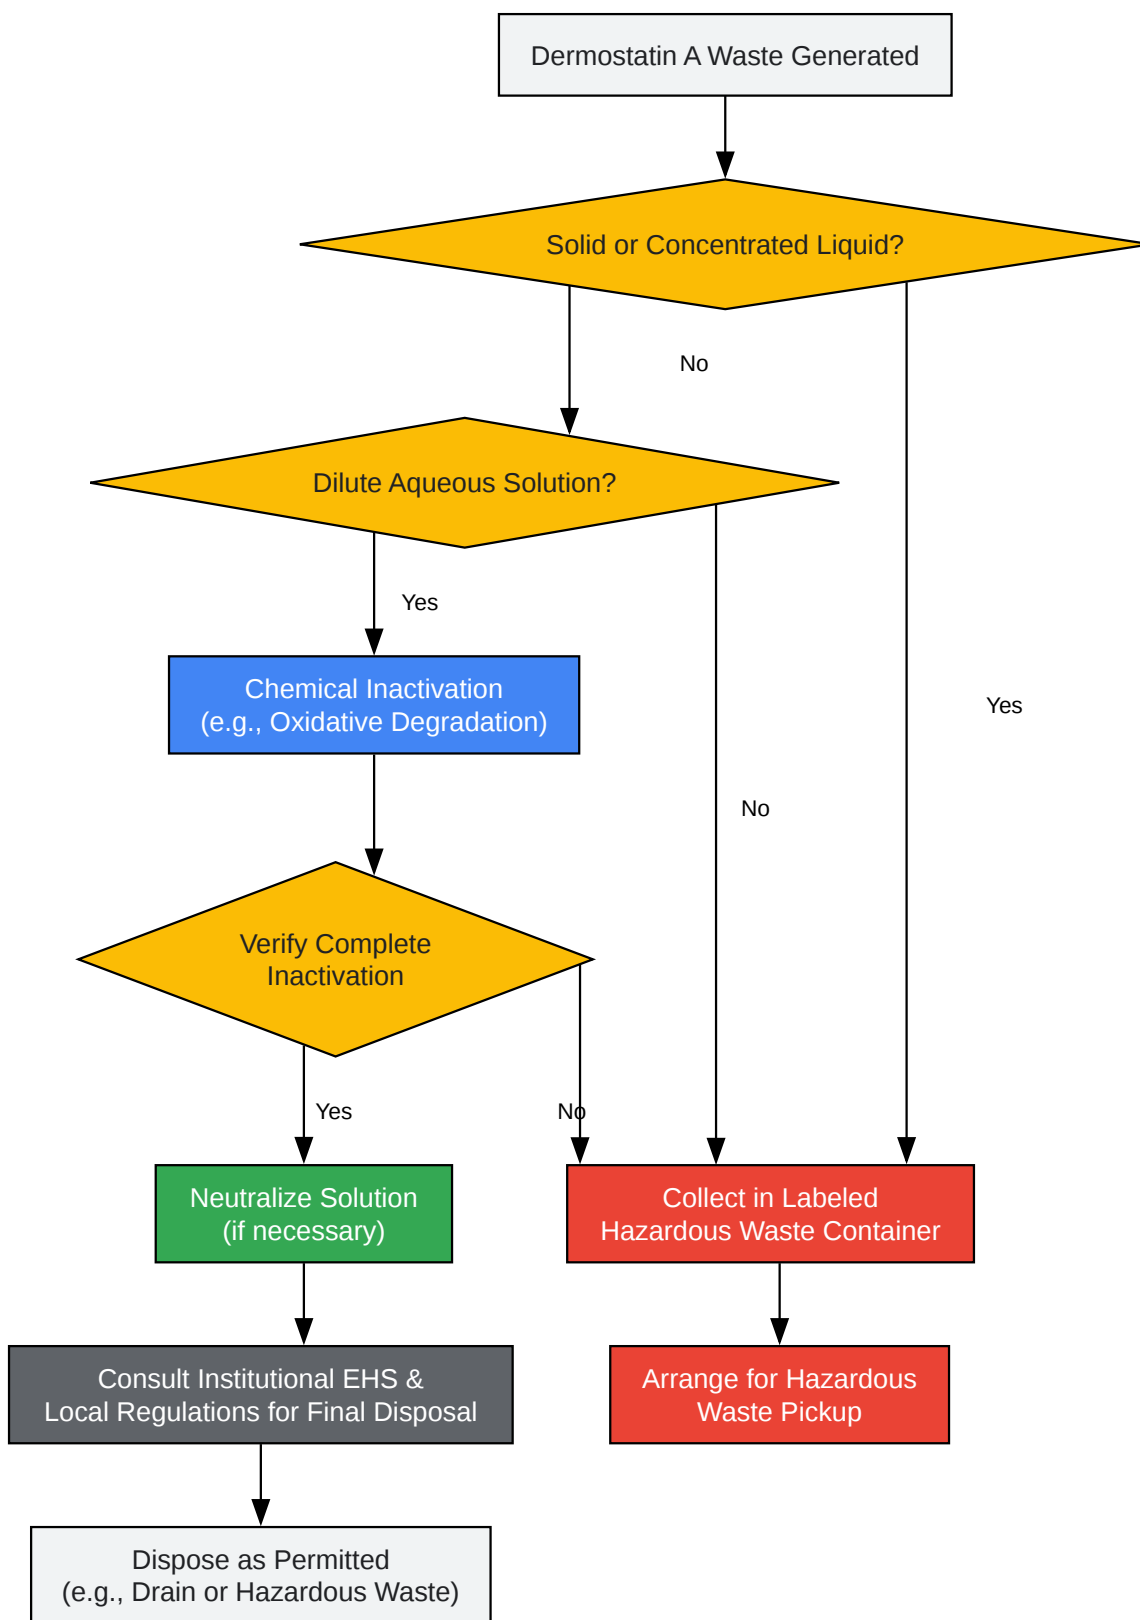 Dermostatin A Waste Generated
Solid or Concentrated Liquid?
No
Dilute Aqueous Solution?
Yes
Chemical Inactivation
(e.g., Oxidative Degradation)
Yes
No
Verify Complete
Inactivation
Yes
No
Neutralize Solution
(if necessary)
Collect in Labeled
Hazardous Waste Container
Consult Institutional EHS &
Local Regulations for Final Disposal
Arrange for Hazardous
Waste Pickup
Dispose as Permitted
(e.g., Drain or Hazardous Waste)